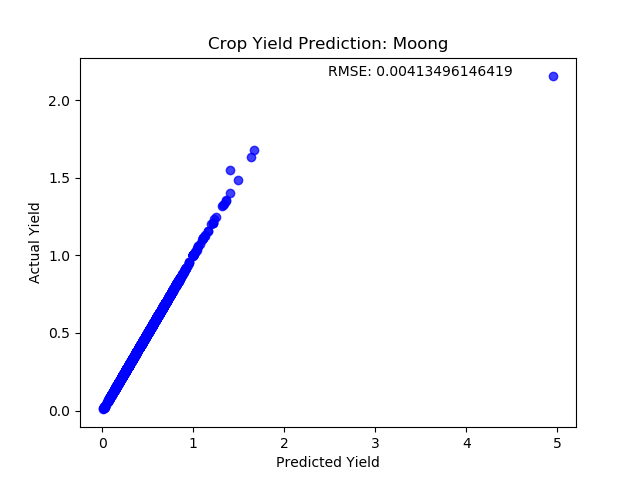 Crop Yield Prediction: Moong
RMSE: 0.00413496146419
2.0
1.5
1.0
0.5
0.0
Actual Yield
0 1 2 3 4 5
Predicted Yield